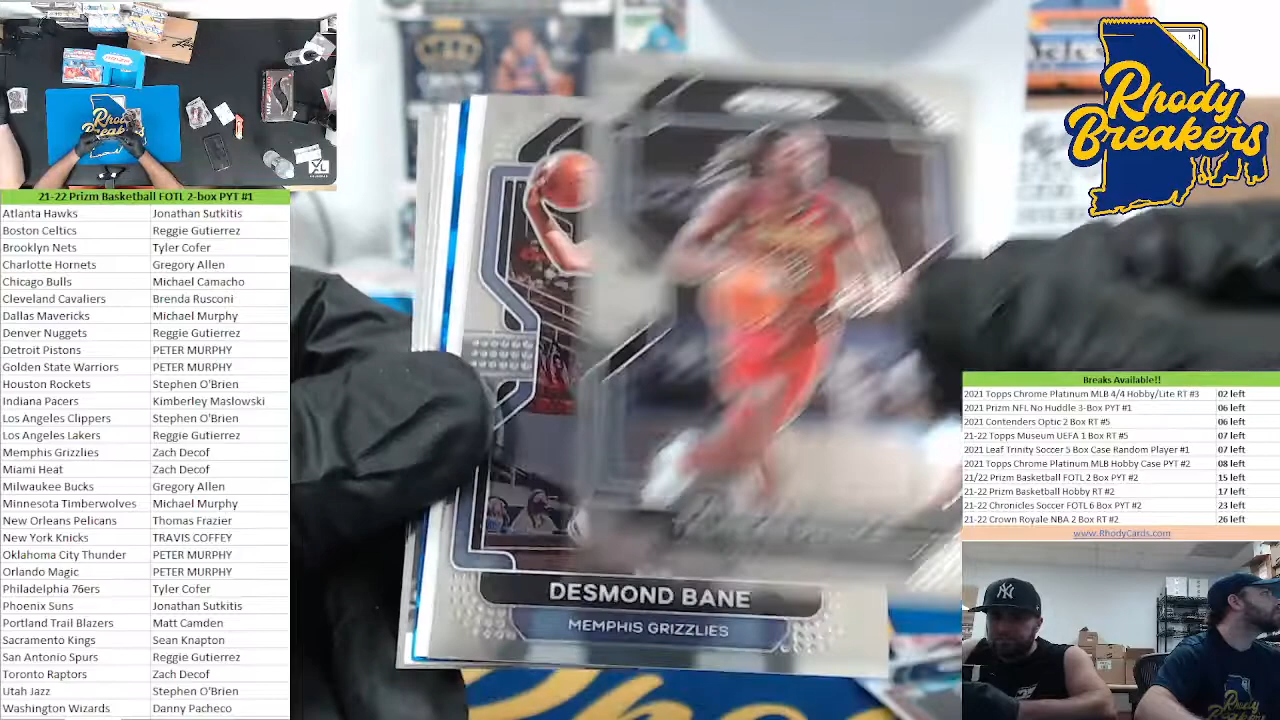 21-22 Prizm Basketball FOTL 2-box PYT #1
Atlanta Hawks Jonathan Sutkitis
Boston Celtics Reggie Gutierrez
Brooklyn Nets Tyler Cofer
Charlotte Hornets Gregory Allen
Chicago Bulls Michael Camacho
Cleveland Cavaliers Brenda Rusconi
Dallas Mavericks Michael Murphy
Denver Nuggets Reggie Gutierrez
Detroit Pistons PETER MURPHY
Golden State Warriors PETER MURPHY
Houston Rockets Stephen O'Brien
Indiana Pacers Kimberley Maslowski
Los Angeles Clippers Stephen O'Brien
Los Angeles Lakers Reggie Gutierrez
Memphis Grizzlies Zach Decof
Miami Heat Zach Decof
Milwaukee Bucks Gregory Allen
Minnesota Timberwolves Michael Murphy
New Orleans Pelicans Thomas Frazier
New York Knicks TRAVIS COFFEY
Oklahoma City Thunder PETER MURPHY
Orlando Magic PETER MURPHY
Philadelphia 76ers Tyler Cofer
Phoenix Suns Jonathan Sutkitis
Portland Trail Blazers Matt Camden
Sacramento Kings Sean Knapton
San Antonio Spurs Reggie Gutierrez
Toronto Raptors Zach Decof
Utah Jazz Stephen O'Brien
Washington Wizards Danny Pacheco
DESMOND BANE
MEMPHIS GRIZZLIES
1/1
Rhody
Breakers
Breaks Available!!
2021 Topps Chrome Platinum MLB 4/4 Hobby/Lite RT #3 02 left
2021 Prizm NFL No Huddle 3-Box PYT #1 06 left
2021 Contenders Optic 2 Box RT #5 06 left
21-22 Topps Museum UEFA 1 Box RT #5 07 left
2021 Leaf Trinity Soccer 5 Box Case Random Player #1 07 left
2021 Topps Chrome Platinum MLB Hobby Case PYT #2 08 left
21/22 Prizm Basketball FOTL 2 Box PYT #2 15 left
21-22 Prizm Basketball Hobby RT #2 17 left
21-22 Chronicles Soccer FOTL 6 Box PYT #2 23 left
21-22 Crown Royale NBA 2 Box RT #2 26 left
www.RhodyCards.com
Rhody
Breakers